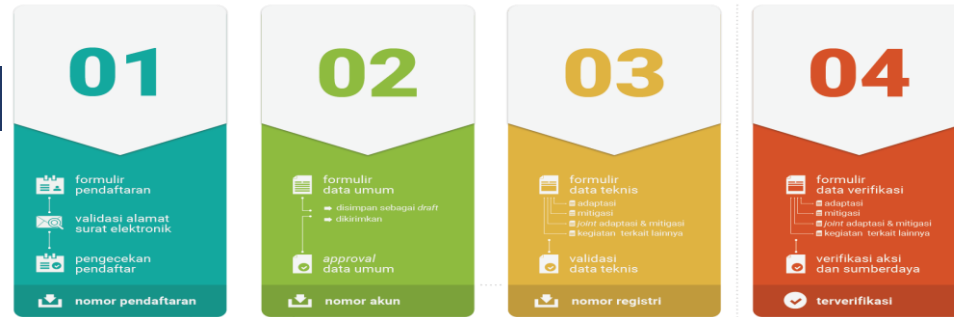 01
formulir
pendaftaran
validasi alamat
surat elektronik
pengecekan
pendaftar
nomor pendaftaran
02
formulir
data umum
disimpan sebagai draft
dikirimkan
approval
data umum
nomor akun
03
formulir
data teknis
adaptasi
mitigasi
joint adaptasi & mitigasi
kegiatan terkait lainnya
validasi
data teknis
nomor registri
04
formulir
data verifikasi
adaptasi
mitigasi
joint adaptasi & mitigasi
kegiatan terkait lainnya
verifikasi aksi
dan sumberdaya
terverifikasi